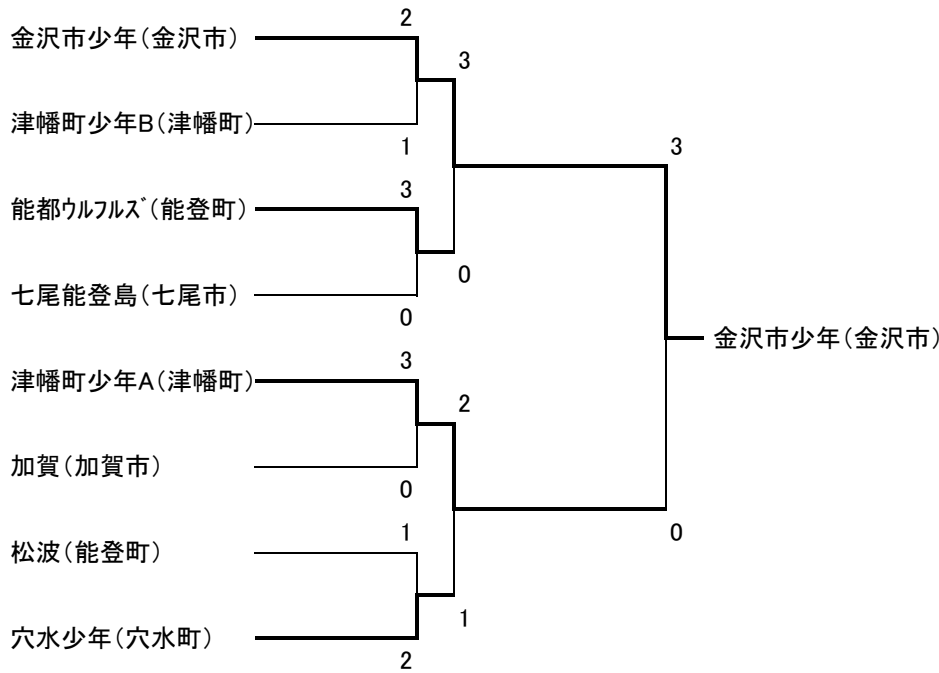 2
金沢市少年(金沢市)
3
津幡町少年B(津幡町)
1
3
3
能都ｳﾙﾌﾙｽﾞ(能登町)
0
七尾能登島(七尾市)
0
金沢市少年(金沢市)
3
津幡町少年A(津幡町)
2
加賀(加賀市)
0
1
0
松波(能登町)
1
穴水少年(穴水町)
2